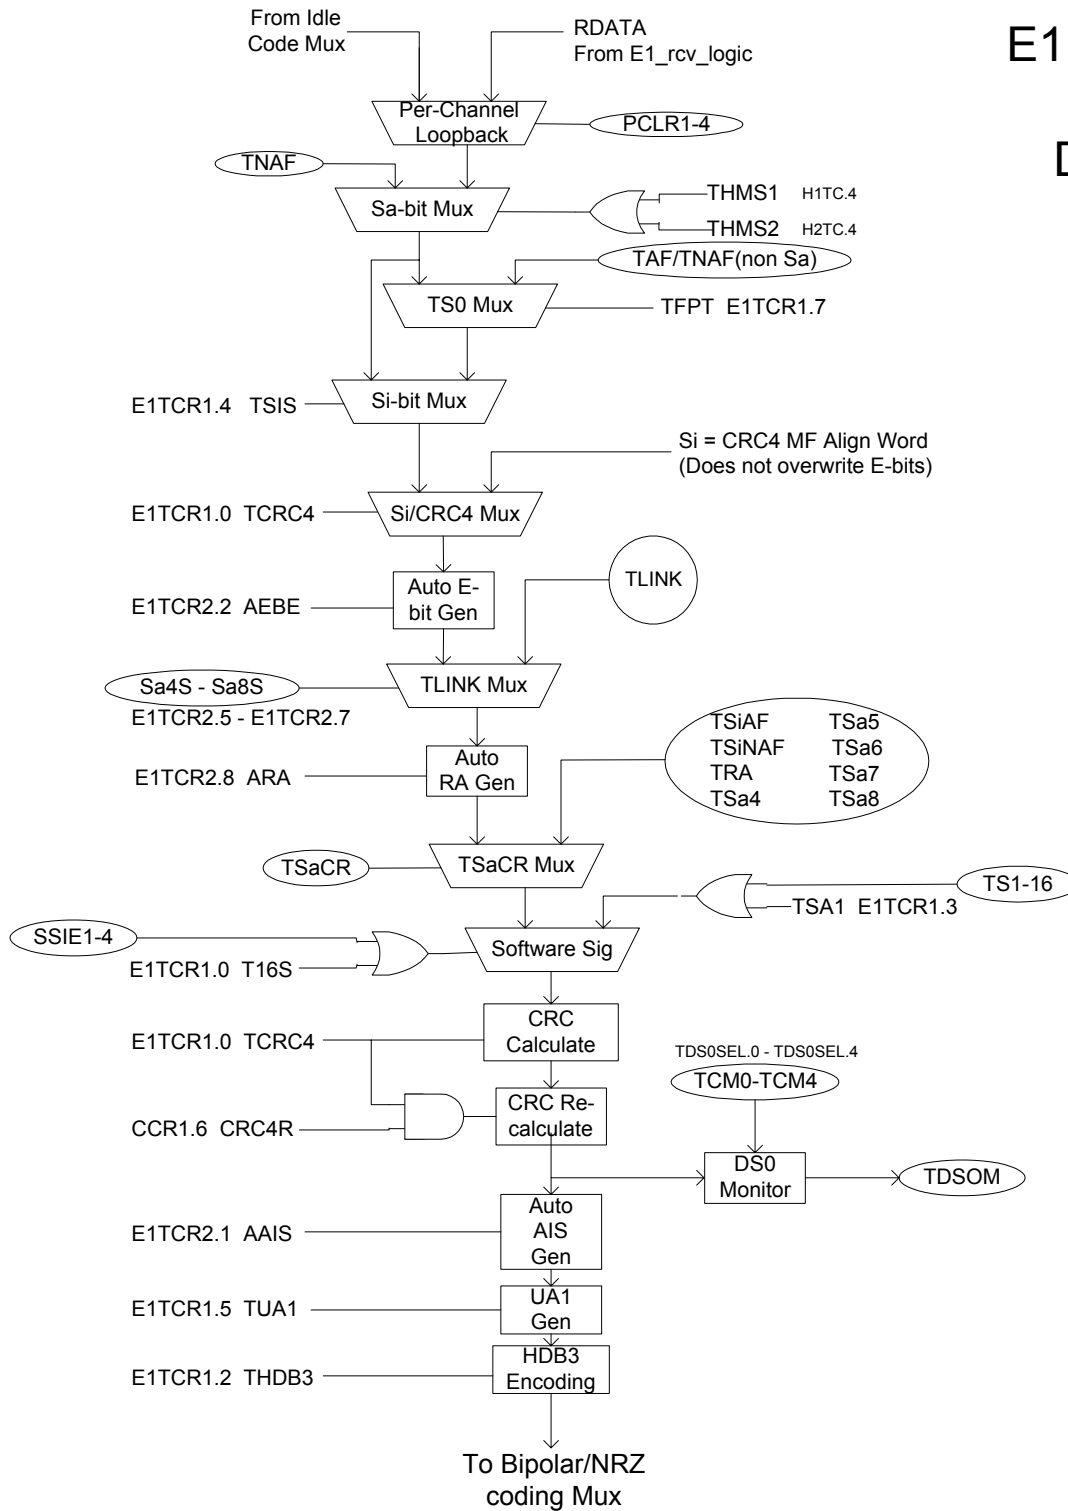 From Idle
Code Mux
RDATA
From E1_rcv_logic
E1
Per-Channel
Loopback
PCLR1-4
D
TNAF
Sa-bit Mux
THMS1 H1TC.4
THMS2 H2TC.4
TAF/TNAF(non Sa)
TS0 Mux
TFPT E1TCR1.7
E1TCR1.4 TSIS
Si-bit Mux
Si = CRC4 MF Align Word
(Does not overwrite E-bits)
E1TCR1.0 TCRC4
Si/CRC4 Mux
TLINK
Auto E-
bit Gen
E1TCR2.2 AEBE
Sa4S - Sa8S
TLINK Mux
E1TCR2.5 - E1TCR2.7
TSiAF TSa5
TSiNAF TSa6
TRA TSa7
TSa4 TSa8
Auto
RA Gen
E1TCR2.8 ARA
TSaCR
TSaCR Mux
TS1-16
TSA1 E1TCR1.3
SSIE1-4
Software Sig
E1TCR1.0 T16S
CRC
Calculate
E1TCR1.0 TCRC4
TDS0SEL.0 - TDS0SEL.4
TCM0-TCM4
CRC Re-
calculate
CCR1.6 CRC4R
DS0
Monitor
TDSOM
Auto
AIS
Gen
E1TCR2.1 AAIS
UA1
Gen
E1TCR1.5 TUA1
HDB3
Encoding
E1TCR1.2 THDB3
To Bipolar/NRZ
coding Mux